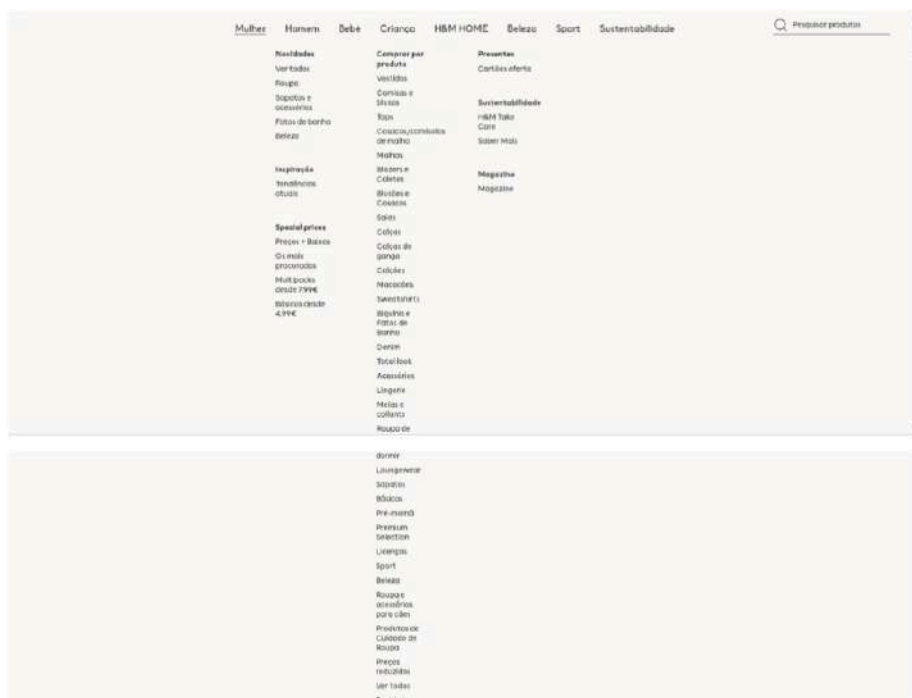 Mulher Homem Bebé Criança H&M HOME Beleza Sport Sustentabilidade Pesquisar produtos
Novidades
Ver todos
Roupa
Sapatos e
acessórios
Fatos de banho
Beleza
Inspiração
Tendências
atuais
Special prices
Preços + Baixos
Os mais
procurados
Multipacks
desde 7.99€
Básicos desde
4.99€
Comprar por
produto
Vestidos
Camisas e
blusas
Tops
Casacos/camisolas
de malha
Malhas
Blazers e
Coletes
Blusões e
Casacos
Saias
Calças
Calças de
ganga
Calções
Macacões
Sweatshirts
Biquínis e
Fatos de
Banho
Denim
Total look
Acessórios
Lingerie
Meias e
collants
Roupa de
dormir
Loungewear
Sapatos
Básicos
Pré-mamã
Premium
Selection
Licenças
Sport
Beleza
Roupa e
acessórios
para cães
Produtos de
Cuidado de
Roupa
Preços
reduzidos
Ver todos
Presentes
Cartões oferta
Sustentabilidade
H&M Take
Care
Saber Mais
Magazine
Magazine